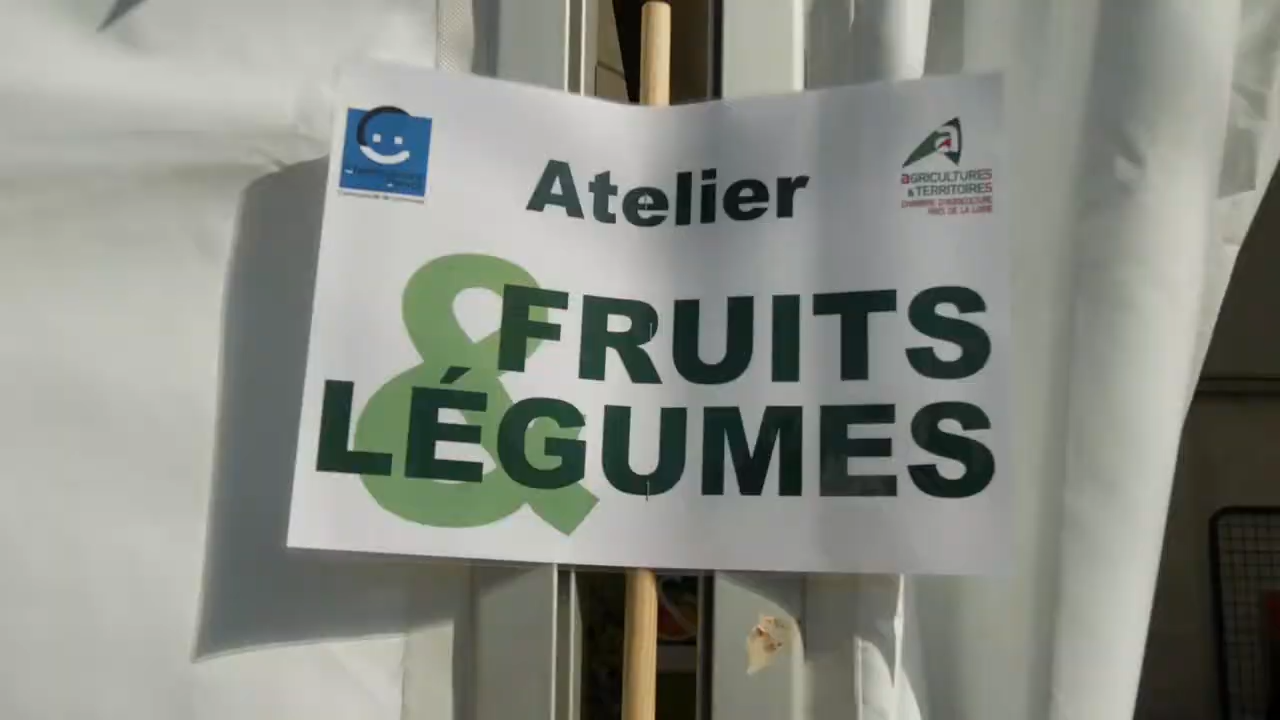 Atelier
&
FRUITS
LÉGUMES
aGRICULTURES
& TERRITOIRES
CHAMBRE D'AGRICULTURE
PAYS DE LA LOIRE